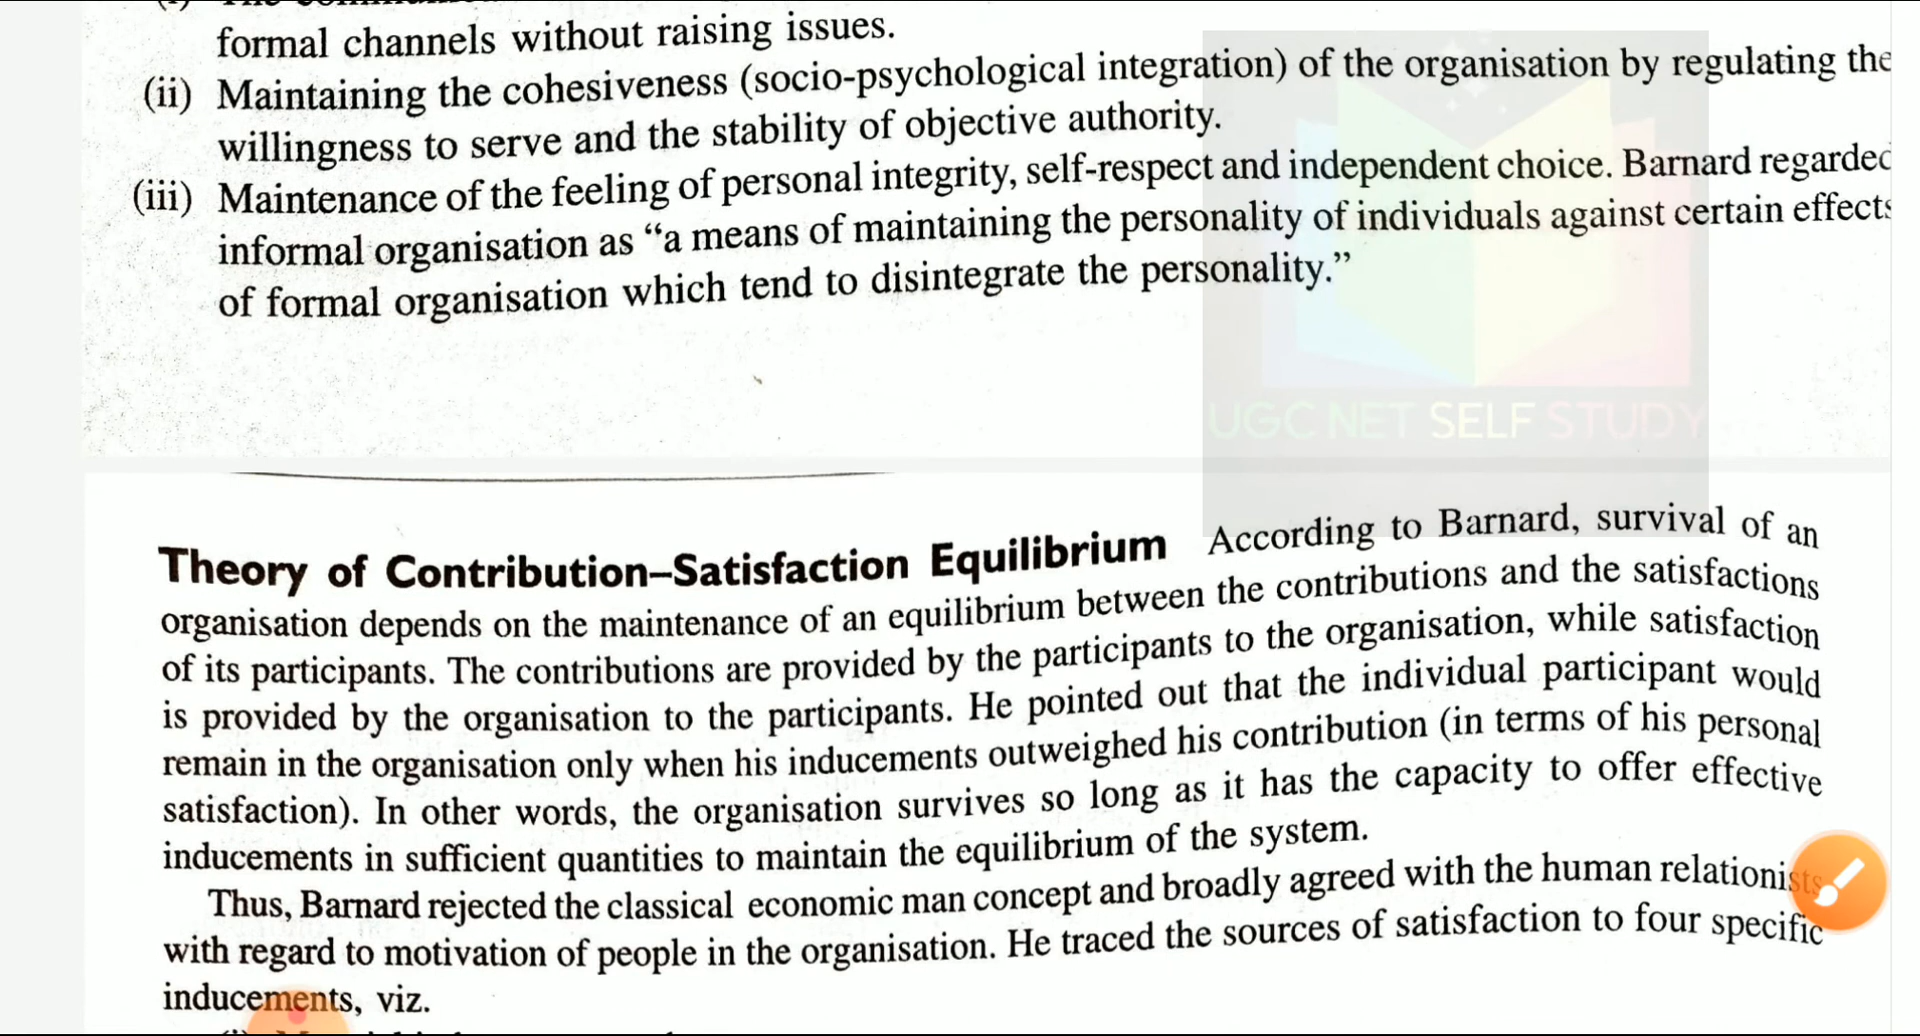 formal channels without raising issues.
(ii) Maintaining the cohesiveness (socio-psychological integration) of the organisation by regulating the
willingness to serve and the stability of objective authority.
(iii) Maintenance of the feeling of personal integrity, self-respect and independent choice. Barnard regarded
informal organisation as “a means of maintaining the personality of individuals against certain effects
of formal organisation which tend to disintegrate the personality.”
UGC NET SELF STUDY
Theory of Contribution–Satisfaction Equilibrium According to Barnard, survival of an
organisation depends on the maintenance of an equilibrium between the contributions and the satisfactions
of its participants. The contributions are provided by the participants to the organisation, while satisfaction
is provided by the organisation to the participants. He pointed out that the individual participant would
remain in the organisation only when his inducements outweighed his contribution (in terms of his personal
satisfaction). In other words, the organisation survives so long as it has the capacity to offer effective
inducements in sufficient quantities to maintain the equilibrium of the system.
Thus, Barnard rejected the classical economic man concept and broadly agreed with the human relationists
with regard to motivation of people in the organisation. He traced the sources of satisfaction to four specific
inducements, viz.